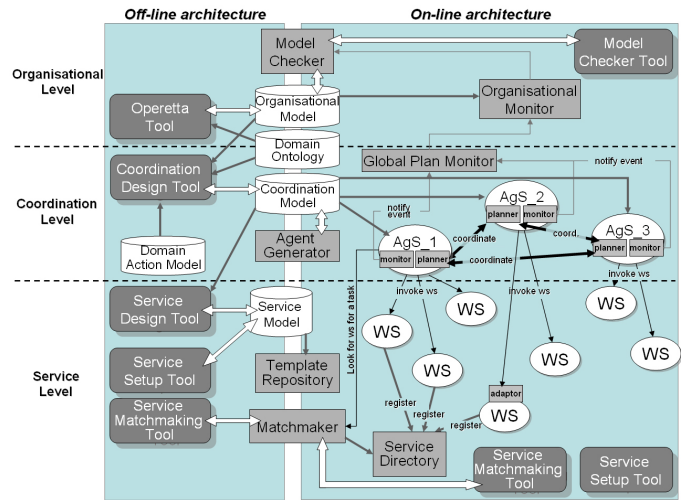 Off-line architecture
On-line architecture
Organisational
Level
Model
Checker
Model
Checker Tool
Operetta
Tool
Organisational
Model
Organisational
Monitor
Domain
Ontology
Coordination
Level
Coordination
Design Tool
Coordination
Model
Global Plan Monitor
notify event
Domain
Action Model
Agent
Generator
notify
event
AgS_1
monitor
planner
AgS_2
planner
monitor
AgS_3
planner
monitor
coordinate
coord.
coordinate
Service
Level
Service
Design Tool
Service
Model
Service
Setup Tool
Template
Repository
Service
Matchmaking
Tool
Matchmaker
Look for ws for a task
invoke ws
invoke ws
invoke ws
WS
WS
WS
WS
WS
WS
adaptor
WS
register
register
register
Service
Directory
Service
Matchmaking Tool
Service
Setup Tool